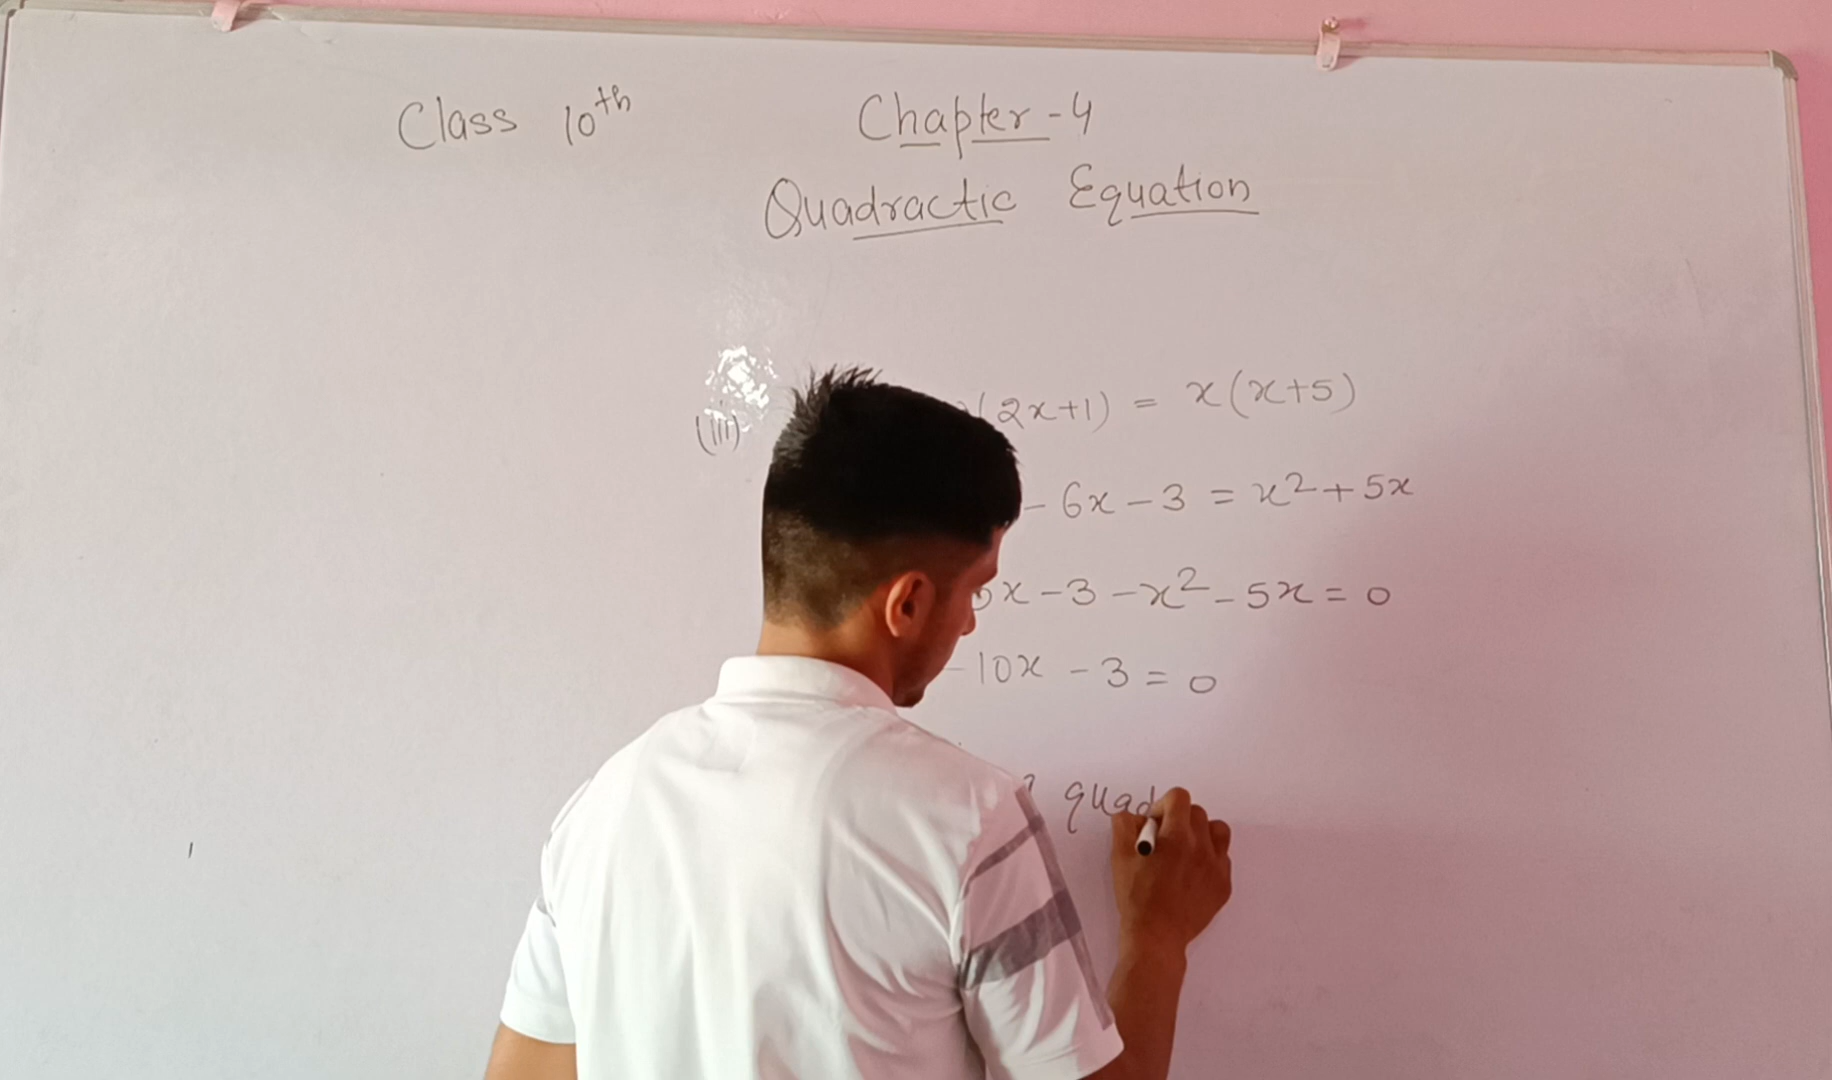 Class 10th
Chapter - 4
Quadractic Equation
(iii) (2x+1) = x(x+5)
- 6x - 3 = x² + 5x
x - 3 - x² - 5x = 0
- 10x - 3 = 0
quad